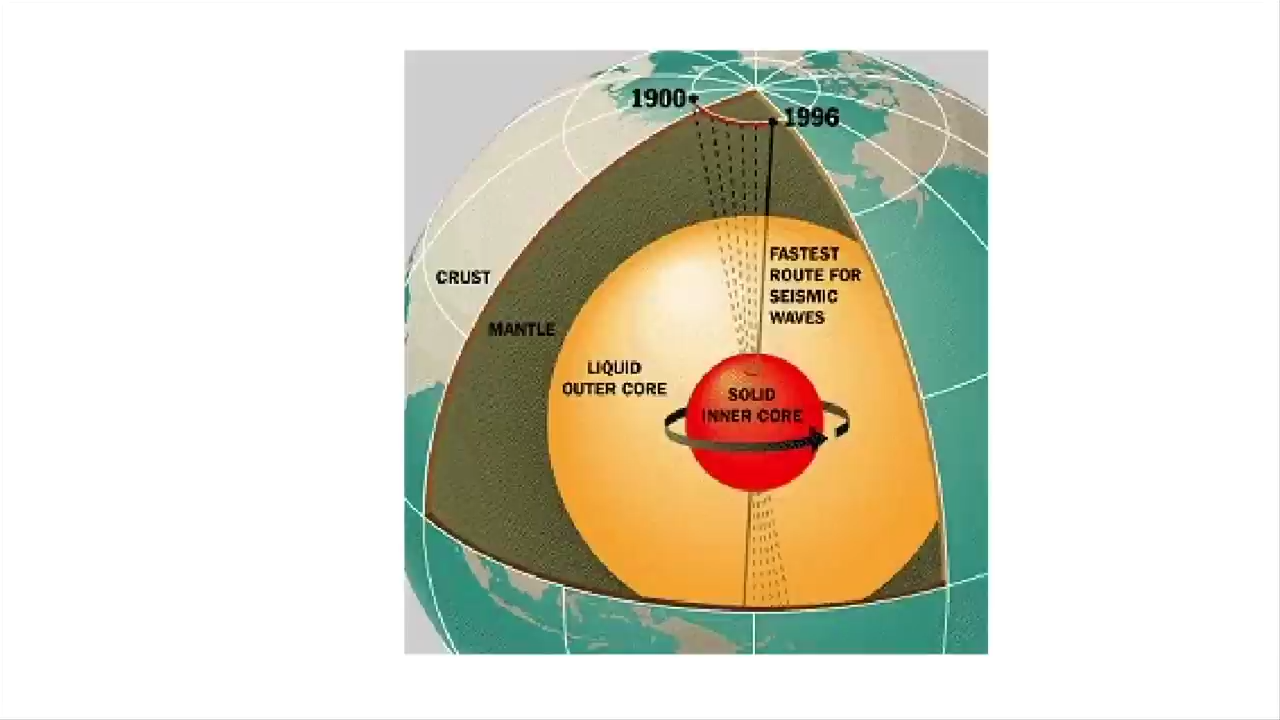 1900
1996
FASTEST
ROUTE FOR
SEISMIC
WAVES
CRUST
MANTLE
LIQUID
OUTER CORE
SOLID
INNER CORE